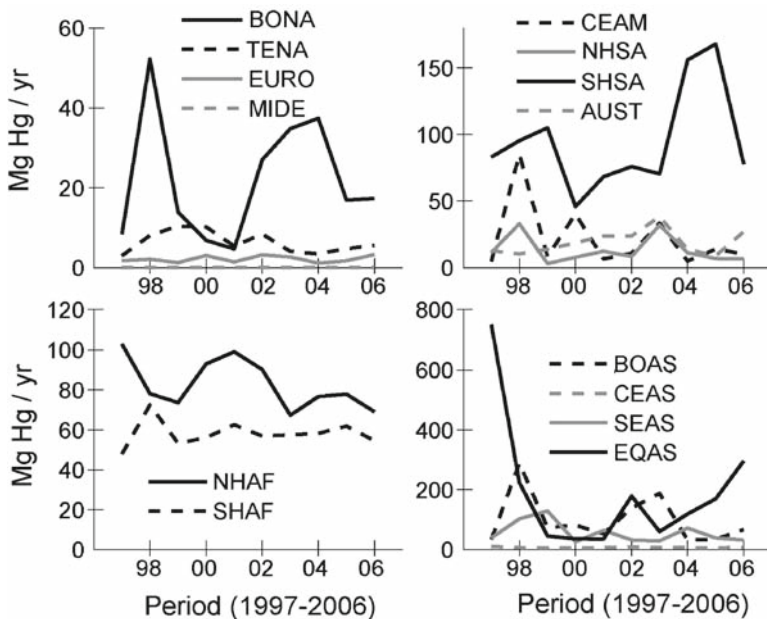 BONA
TENA
EURO
MIDE
Mg Hg / yr
60
40
20
0
98 00 02 04 06
CEAM
NHSA
SHSA
AUST
150
100
50
0
98 00 02 04 06
Mg Hg / yr
120
100
80
60
40
20
0
NHAF
SHAF
98 00 02 04 06
Period (1997-2006)
800
600
400
200
0
BOAS
CEAS
SEAS
EQAS
98 00 02 04 06
Period (1997-2006)